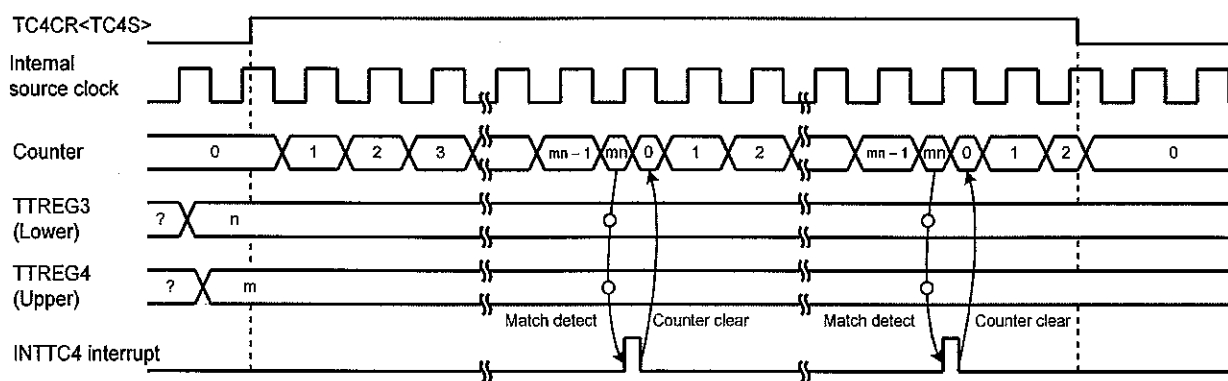 TC4CR<TC4S>
Internal
source clock
Counter 0 1 2 3 mn – 1 mn 0 1 2 mn – 1 mn 0 1 2 0
TTREG3
(Lower) ? n
TTREG4
(Upper) ? m
Match detect Counter clear Match detect Counter clear
INTTC4 interrupt